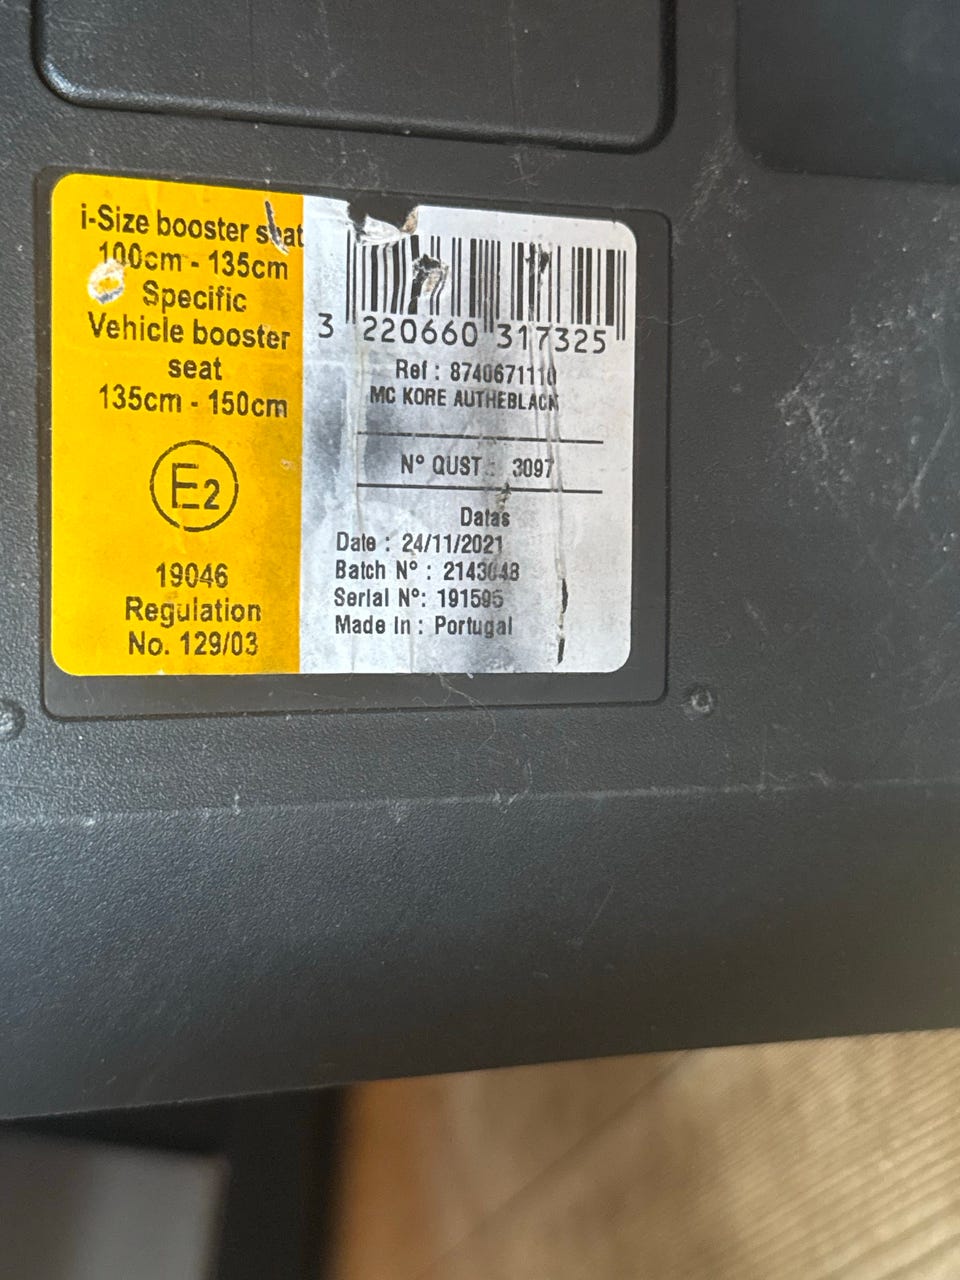 i-Size booster seat
100cm - 135cm
Specific
Vehicle booster
seat
135cm - 150cm
E2
19046
Regulation
No. 129/03
3 220660 317325
Ref : 8740671110
MC KORE AUTHEBLACK
N° QUST : 3097
Datas
Date : 24/11/2021
Batch N° :
Serial N°: 191595
Made In : Portugal